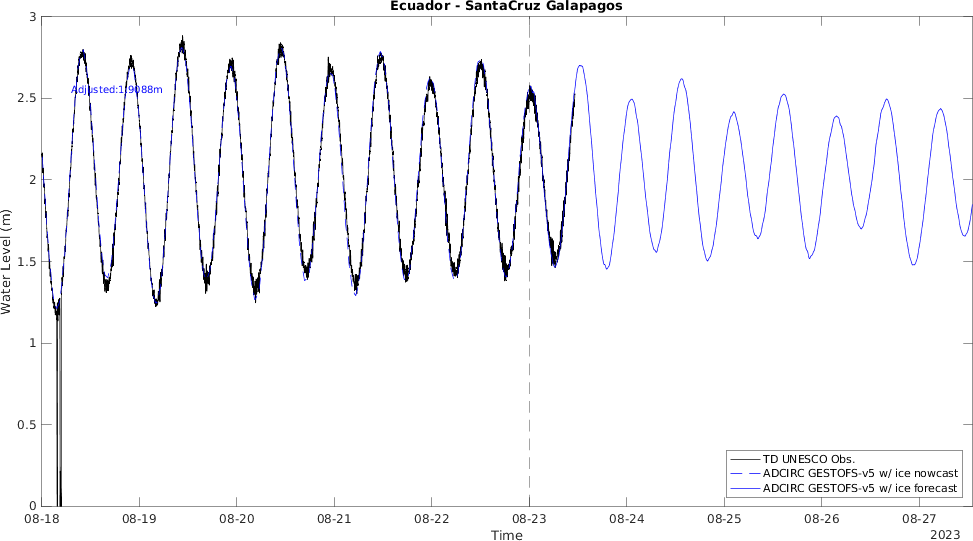 Ecuador - SantaCruz Galapagos
3
2.5
2
1.5
1
0.5
0
Water Level (m)
Adjusted:1.9088m
TD UNESCO Obs.
ADCIRC GESTOFS-v5 w/ ice nowcast
ADCIRC GESTOFS-v5 w/ ice forecast
08-18 08-19 08-20 08-21 08-22 08-23 08-24 08-25 08-26 08-27
Time
2023